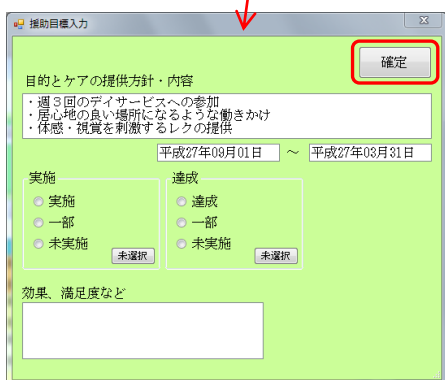 援助目標入力
確定
目的とケアの提供方針・内容
・週３回のデイサービスへの参加
・居心地の良い場所になるような働きかけ
・体感・視覚を刺激するレクの提供
平成27年09月01日 ～ 平成27年03月31日
実施 達成
実施 達成
一部 一部
未実施 未実施
未選択 未選択
効果、満足度など